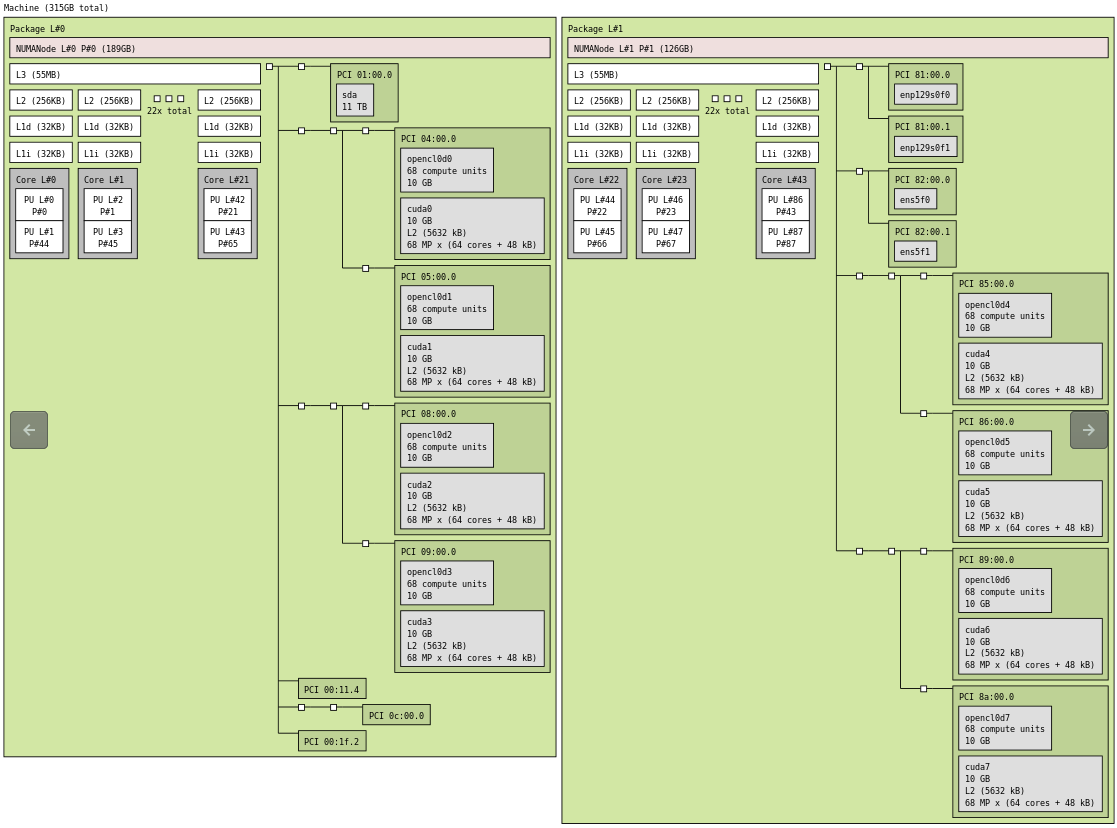 Machine (315GB total)
Package L#0
NUMANode L#0 P#0 (189GB)
L3 (55MB)
L2 (256KB)
L2 (256KB)
L2 (256KB)
22x total
L1d (32KB)
L1d (32KB)
L1d (32KB)
L1i (32KB)
L1i (32KB)
L1i (32KB)
Core L#0
PU L#0
P#0
PU L#1
P#44
Core L#1
PU L#2
P#1
PU L#3
P#45
Core L#21
PU L#42
P#21
PU L#43
P#65
PCI 01:00.0
sda
11 TB
PCI 04:00.0
opencl0d0
68 compute units
10 GB
cuda0
10 GB
L2 (5632 kB)
68 MP x (64 cores + 48 kB)
PCI 05:00.0
opencl0d1
68 compute units
10 GB
cuda1
10 GB
L2 (5632 kB)
68 MP x (64 cores + 48 kB)
PCI 08:00.0
opencl0d2
68 compute units
10 GB
cuda2
10 GB
L2 (5632 kB)
68 MP x (64 cores + 48 kB)
PCI 09:00.0
opencl0d3
68 compute units
10 GB
cuda3
10 GB
L2 (5632 kB)
68 MP x (64 cores + 48 kB)
PCI 00:11.4
PCI 0c:00.0
PCI 00:1f.2
Package L#1
NUMANode L#1 P#1 (126GB)
L3 (55MB)
L2 (256KB)
L2 (256KB)
L2 (256KB)
22x total
L1d (32KB)
L1d (32KB)
L1d (32KB)
L1i (32KB)
L1i (32KB)
L1i (32KB)
Core L#22
PU L#44
P#22
PU L#45
P#66
Core L#23
PU L#46
P#23
PU L#47
P#67
Core L#43
PU L#86
P#43
PU L#87
P#87
PCI 81:00.0
enp129s0f0
PCI 81:00.1
enp129s0f1
PCI 82:00.0
ens5f0
PCI 82:00.1
ens5f1
PCI 85:00.0
opencl0d4
68 compute units
10 GB
cuda4
10 GB
L2 (5632 kB)
68 MP x (64 cores + 48 kB)
PCI 86:00.0
opencl0d5
68 compute units
10 GB
cuda5
10 GB
L2 (5632 kB)
68 MP x (64 cores + 48 kB)
PCI 89:00.0
opencl0d6
68 compute units
10 GB
cuda6
10 GB
L2 (5632 kB)
68 MP x (64 cores + 48 kB)
PCI 8a:00.0
opencl0d7
68 compute units
10 GB
cuda7
10 GB
L2 (5632 kB)
68 MP x (64 cores + 48 kB)